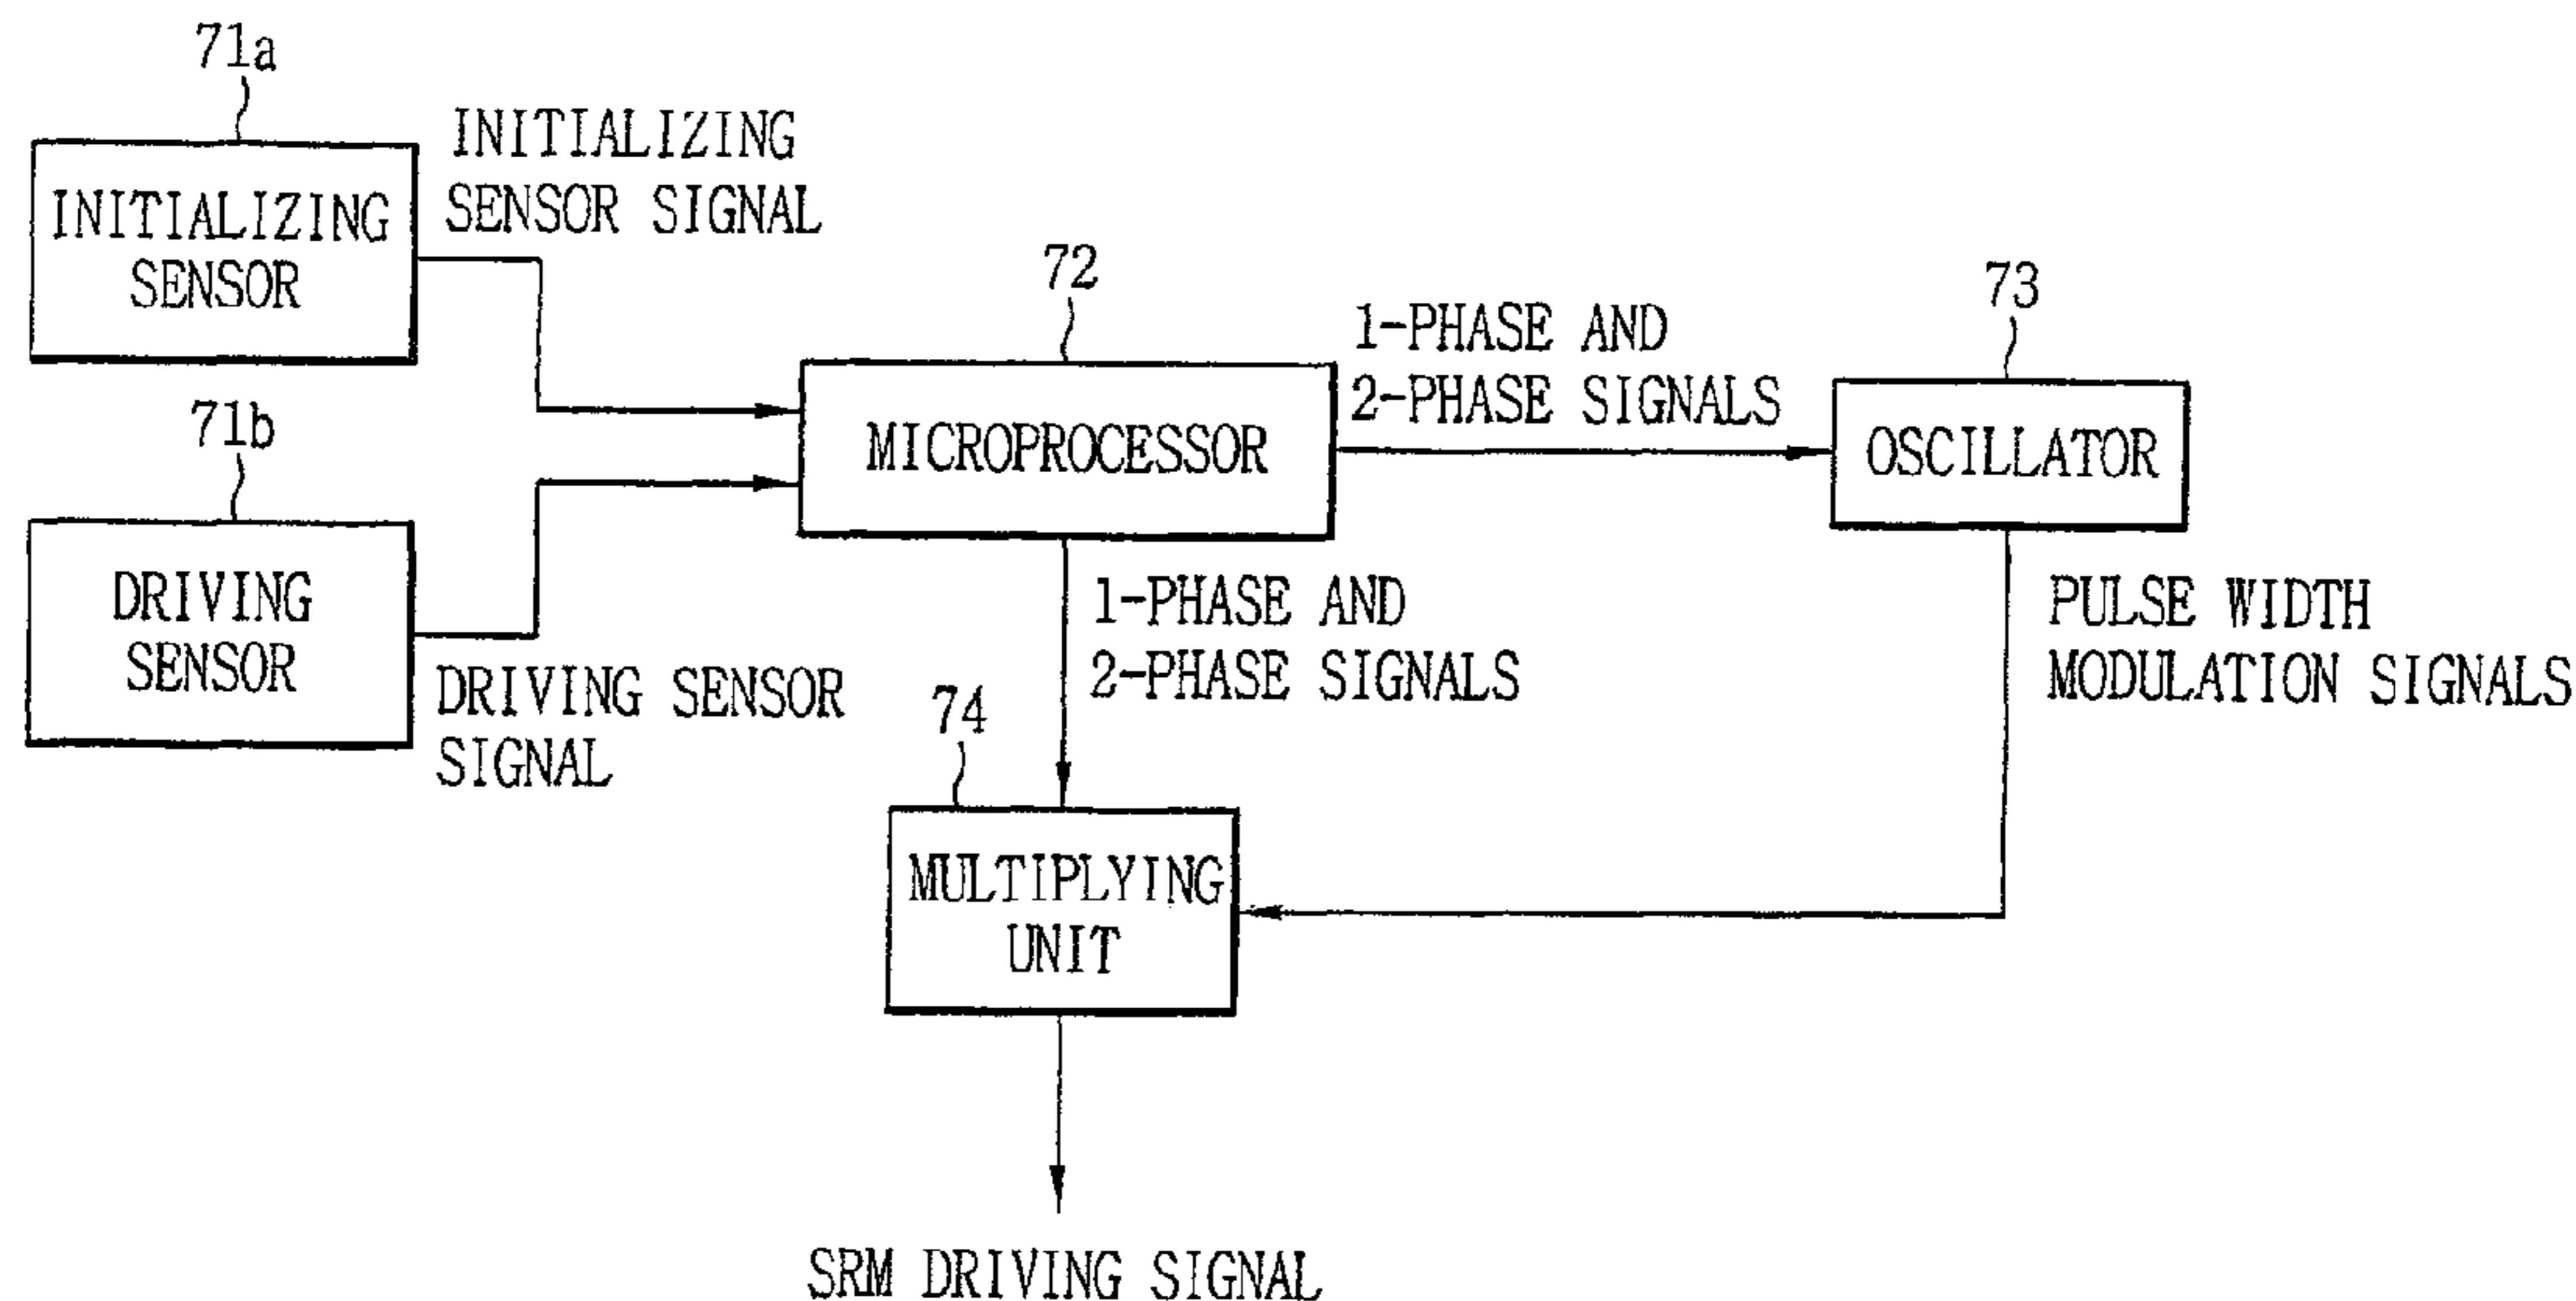 71a
INITIALIZING
SENSOR
INITIALIZING
SENSOR SIGNAL
71b
DRIVING
SENSOR
DRIVING SENSOR
SIGNAL
72
MICROPROCESSOR
1-PHASE AND
2-PHASE SIGNALS
73
OSCILLATOR
1-PHASE AND
2-PHASE SIGNALS
PULSE WIDTH
MODULATION SIGNALS
74
MULTIPLYING
UNIT
SRM DRIVING SIGNAL